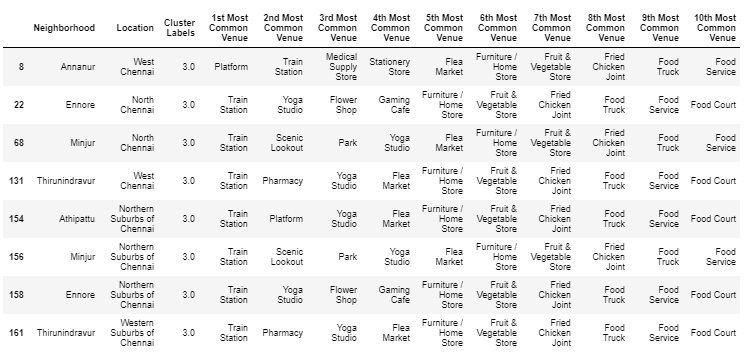 Neighborhood Location Cluster Labels 1st Most Common Venue 2nd Most Common Venue 3rd Most Common Venue 4th Most Common Venue 5th Most Common Venue 6th Most Common Venue 7th Most Common Venue 8th Most Common Venue 9th Most Common Venue 10th Most Common Venue
8 Annanur West Chennai 3.0 Platform Train Station Medical Supply Store Stationery Store Flea Market Furniture / Home Store Fruit & Vegetable Store Fried Chicken Joint Food Truck Food Service
22 Ennore North Chennai 3.0 Train Station Yoga Studio Flower Shop Gaming Cafe Furniture / Home Store Fruit & Vegetable Store Fried Chicken Joint Food Truck Food Service Food Court
68 Minjur North Chennai 3.0 Train Station Scenic Lookout Park Yoga Studio Flea Market Furniture / Home Store Fruit & Vegetable Store Fried Chicken Joint Food Truck Food Service
131 Thirunindravur West Chennai 3.0 Train Station Pharmacy Yoga Studio Flea Market Furniture / Home Store Fruit & Vegetable Store Fried Chicken Joint Food Truck Food Service Food Court
154 Athipattu Northern Suburbs of Chennai 3.0 Train Station Platform Yoga Studio Flea Market Furniture / Home Store Fruit & Vegetable Store Fried Chicken Joint Food Truck Food Service Food Court
156 Minjur Northern Suburbs of Chennai 3.0 Train Station Scenic Lookout Park Yoga Studio Flea Market Furniture / Home Store Fruit & Vegetable Store Fried Chicken Joint Food Truck Food Service
158 Ennore Northern Suburbs of Chennai 3.0 Train Station Yoga Studio Flower Shop Gaming Cafe Furniture / Home Store Fruit & Vegetable Store Fried Chicken Joint Food Truck Food Service Food Court
161 Thirunindravur Western Suburbs of Chennai 3.0 Train Station Pharmacy Yoga Studio Flea Market Furniture / Home Store Fruit & Vegetable Store Fried Chicken Joint Food Truck Food Service Food Court